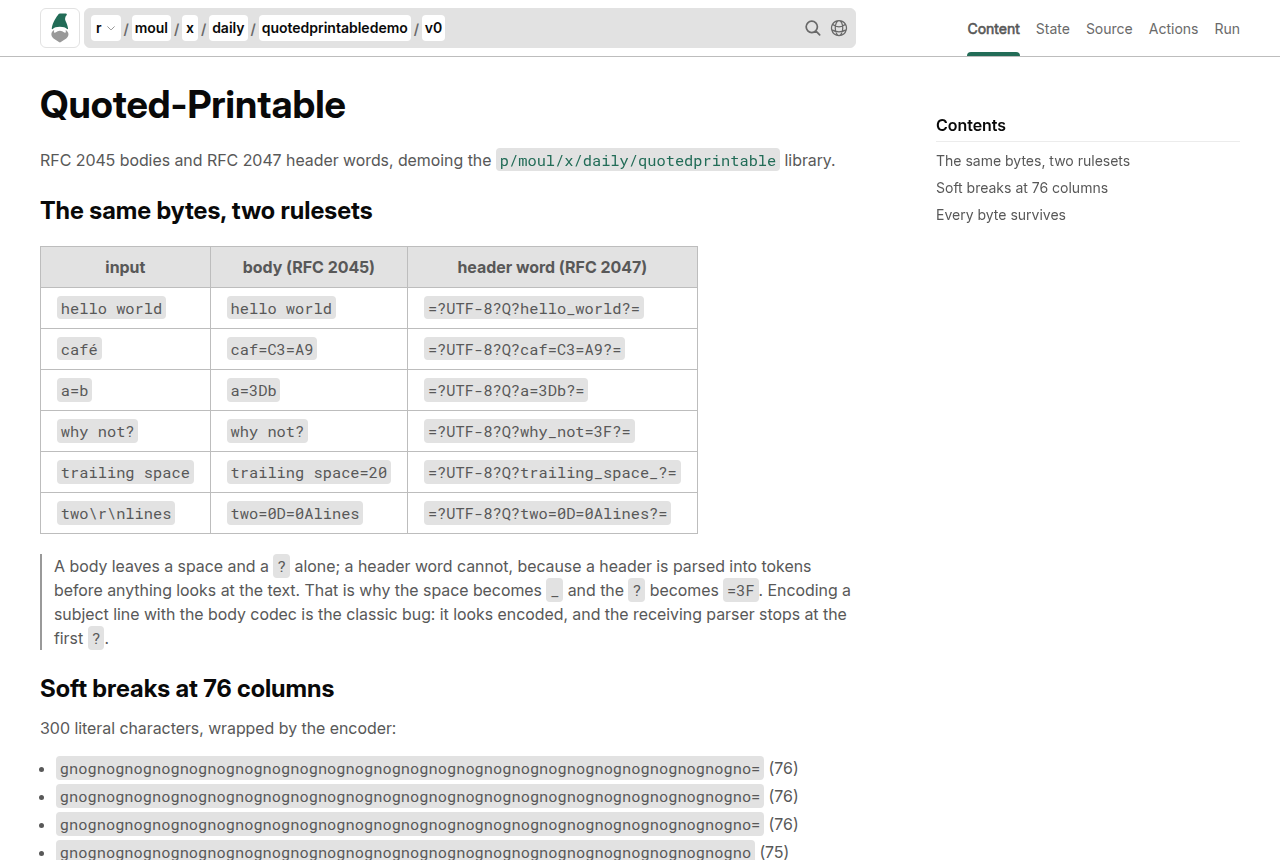 r / moul / x / daily / quotedprintabledemo / v0
Content State Source Actions Run
Quoted-Printable
RFC 2045 bodies and RFC 2047 header words, demoing the p/moul/x/daily/quotedprintable library.
Contents
The same bytes, two rulesets
Soft breaks at 76 columns
Every byte survives
The same bytes, two rulesets
input body (RFC 2045) header word (RFC 2047)
hello world hello world =?UTF-8?Q?hello_world?=
café caf=C3=A9 =?UTF-8?Q?caf=C3=A9?=
a=b a=3Db =?UTF-8?Q?a=3Db?=
why not? why not? =?UTF-8?Q?why_not=3F?=
trailing space trailing space=20 =?UTF-8?Q?trailing_space_?=
two\r\nlines two=0D=0Alines =?UTF-8?Q?two=0D=0Alines?=
A body leaves a space and a ? alone; a header word cannot, because a header is parsed into tokens
before anything looks at the text. That is why the space becomes _ and the ? becomes =3F. Encoding a
subject line with the body codec is the classic bug: it looks encoded, and the receiving parser stops at the
first ?.
Soft breaks at 76 columns
300 literal characters, wrapped by the encoder:
gnognognognognognognognognognognognognognognognognognognognognognognognogno= (76)
gnognognognognognognognognognognognognognognognognognognognognognognognogno= (76)
gnognognognognognognognognognognognognognognognognognognognognognognognogno= (76)
gnognognognognognognognognognognognognognognognognognognognognognognognogno (75)